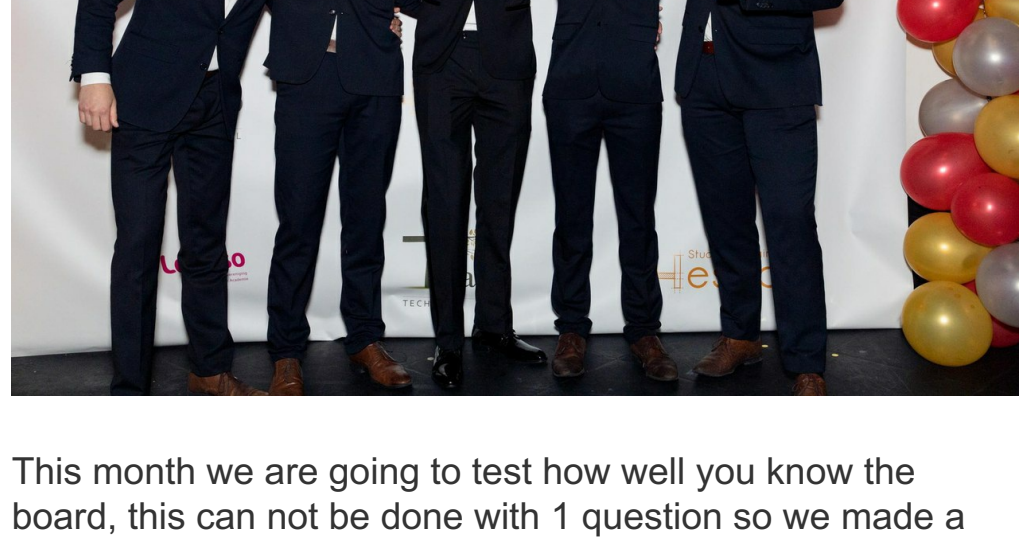 TECH
This month we are going to test how well you know the
board, this can not be done with 1 question so we made a